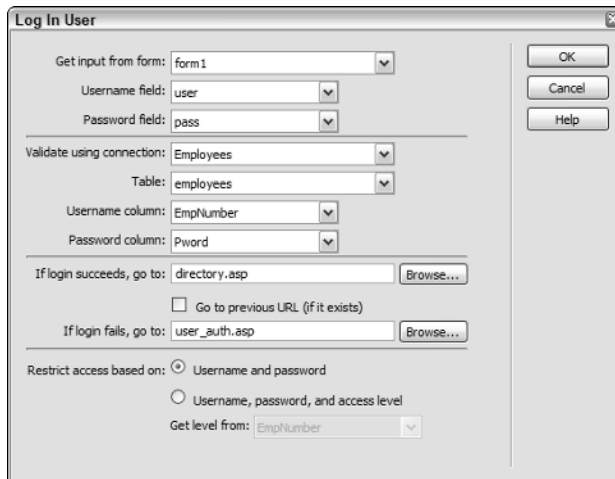 Log In User
Get input from form: form1
OK
Username field: user
Cancel
Password field: pass
Help
Validate using connection: Employees
Table: employees
Username column: EmpNumber
Password column: Pword
If login succeeds, go to: directory.asp Browse...
Go to previous URL (if it exists)
If login fails, go to: user_auth.asp Browse...
Restrict access based on: Username and password
Username, password, and access level
Get level from: EmpNumber